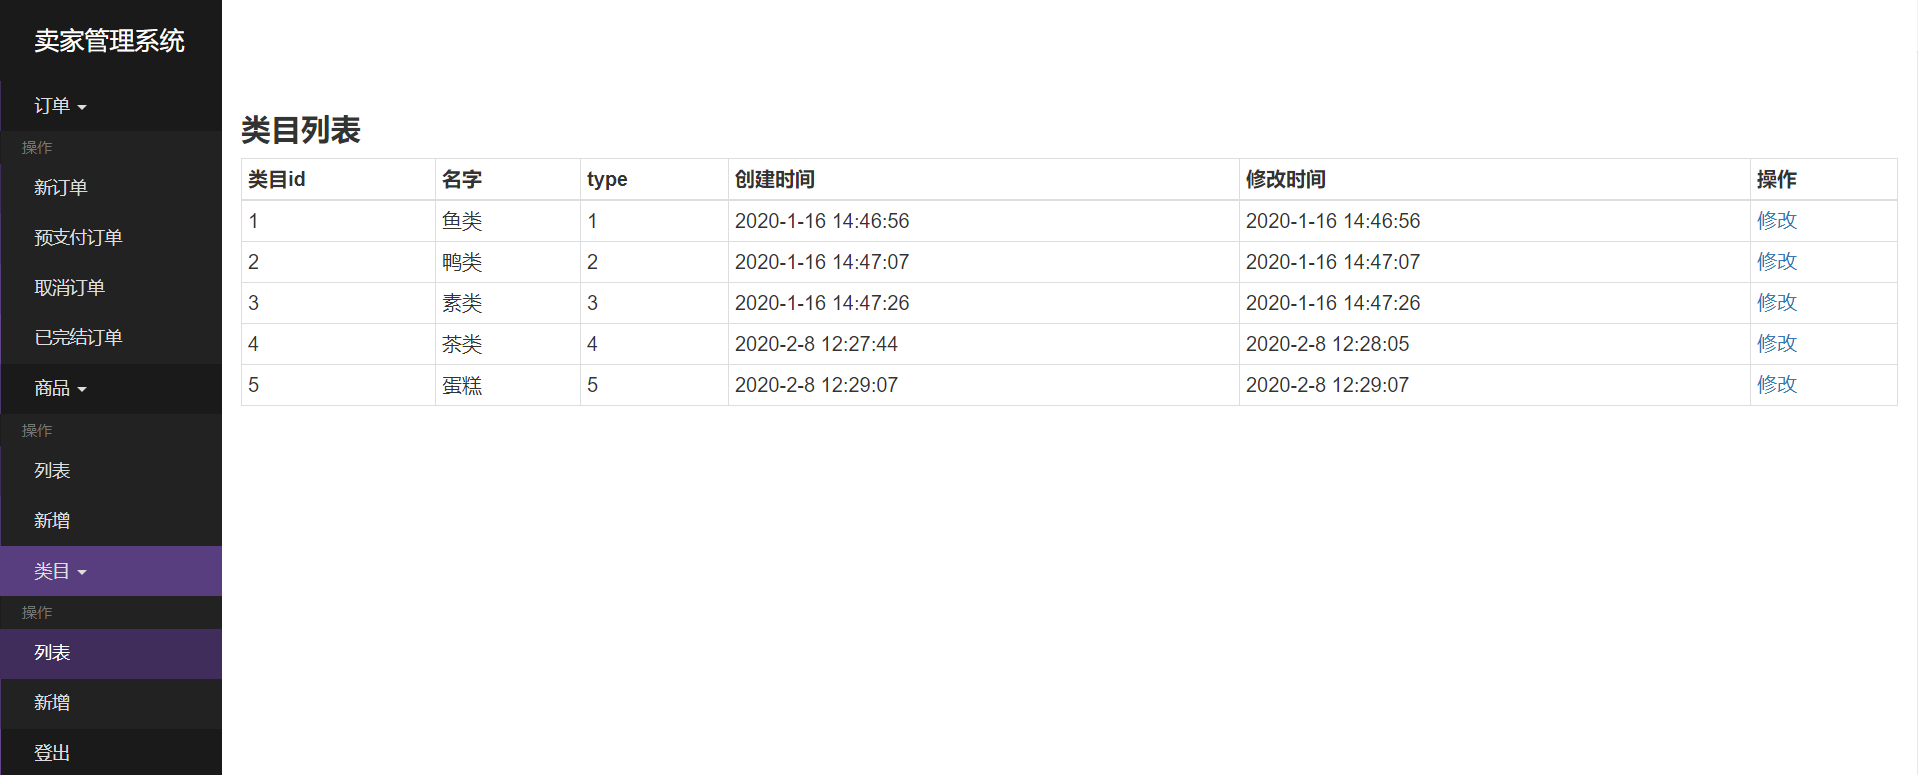 卖家管理系统
订单
操作
新订单
预支付订单
取消订单
已完结订单
商品
操作
列表
新增
类目
操作
列表
新增
登出
类目列表
类目id 名字 type 创建时间 修改时间 操作
1 鱼类 1 2020-1-16 14:46:56 2020-1-16 14:46:56 修改
2 鸭类 2 2020-1-16 14:47:07 2020-1-16 14:47:07 修改
3 素类 3 2020-1-16 14:47:26 2020-1-16 14:47:26 修改
4 茶类 4 2020-2-8 12:27:44 2020-2-8 12:28:05 修改
5 蛋糕 5 2020-2-8 12:29:07 2020-2-8 12:29:07 修改